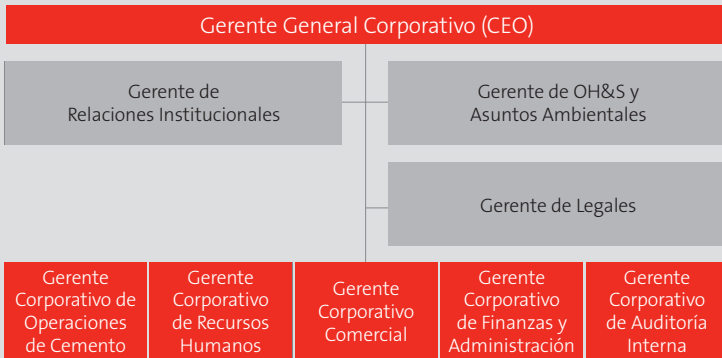 Gerente General Corporativo (CEO)
Gerente de
Relaciones Institucionales
Gerente de OH&S y
Asuntos Ambientales
Gerente de Legales
Gerente
Corporativo de
Operaciones
de Cemento
Gerente
Corporativo
de Recursos
Humanos
Gerente
Corporativo
Comercial
Gerente
Corporativo
de Finanzas y
Administración
Gerente
Corporativo
de Auditoría
Interna